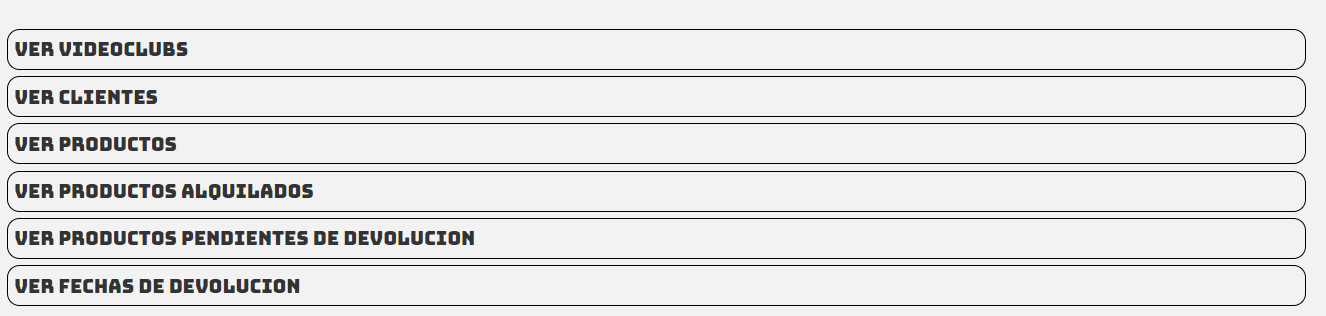 VER VIDEOCLUBS
VER CLIENTES
VER PRODUCTOS
VER PRODUCTOS ALQUILADOS
VER PRODUCTOS PENDIENTES DE DEVOLUCION
VER FECHAS DE DEVOLUCION